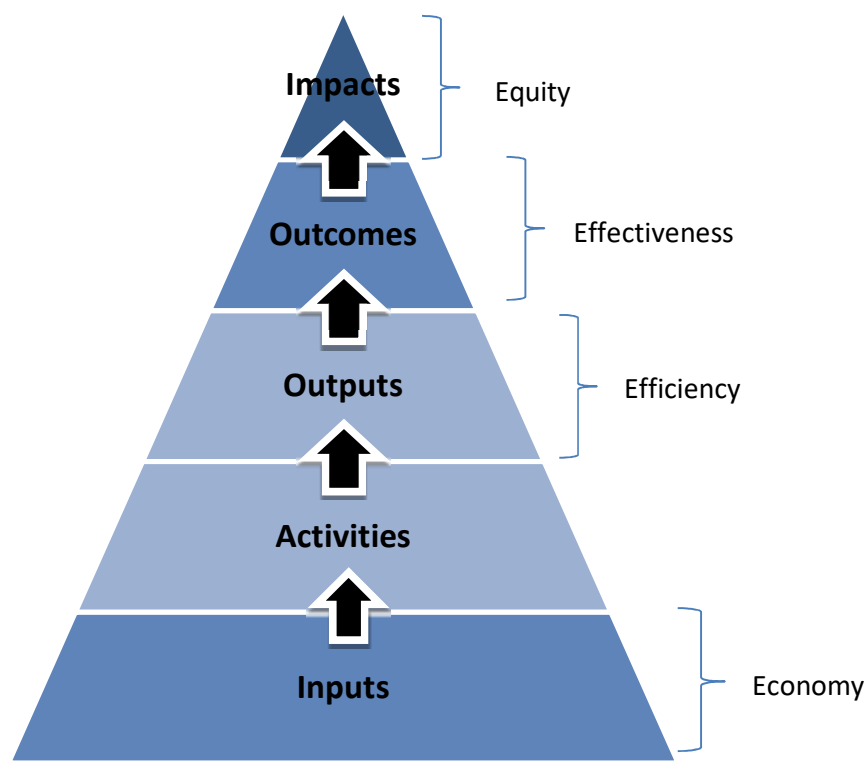 Impacts
Equity
Outcomes
Effectiveness
Outputs
Efficiency
Activities
Inputs
Economy